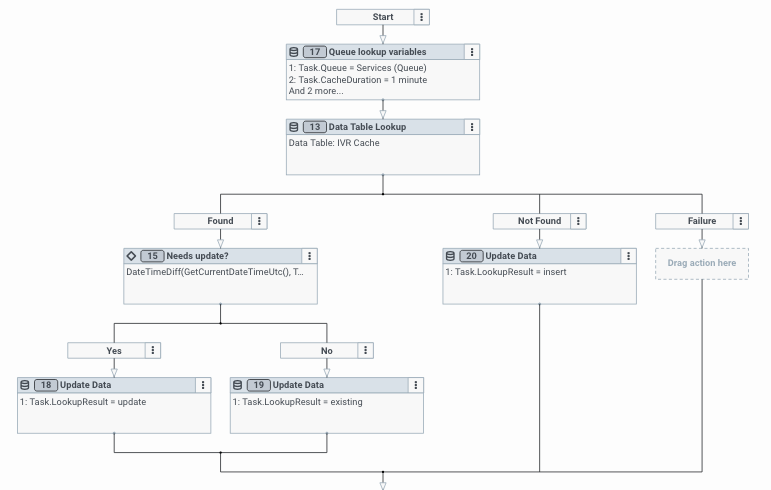 Start
17 Queue lookup variables
1: Task.Queue = Services (Queue)
2: Task.CacheDuration = 1 minute
And 2 more...
13 Data Table Lookup
Data Table: IVR Cache
Found
Not Found
Failure
15 Needs update?
DateTimeDiff(GetCurrentDateTimeUtc(), T...
20 Update Data
1: Task.LookupResult = insert
Drag action here
Yes
No
18 Update Data
1: Task.LookupResult = update
19 Update Data
1: Task.LookupResult = existing